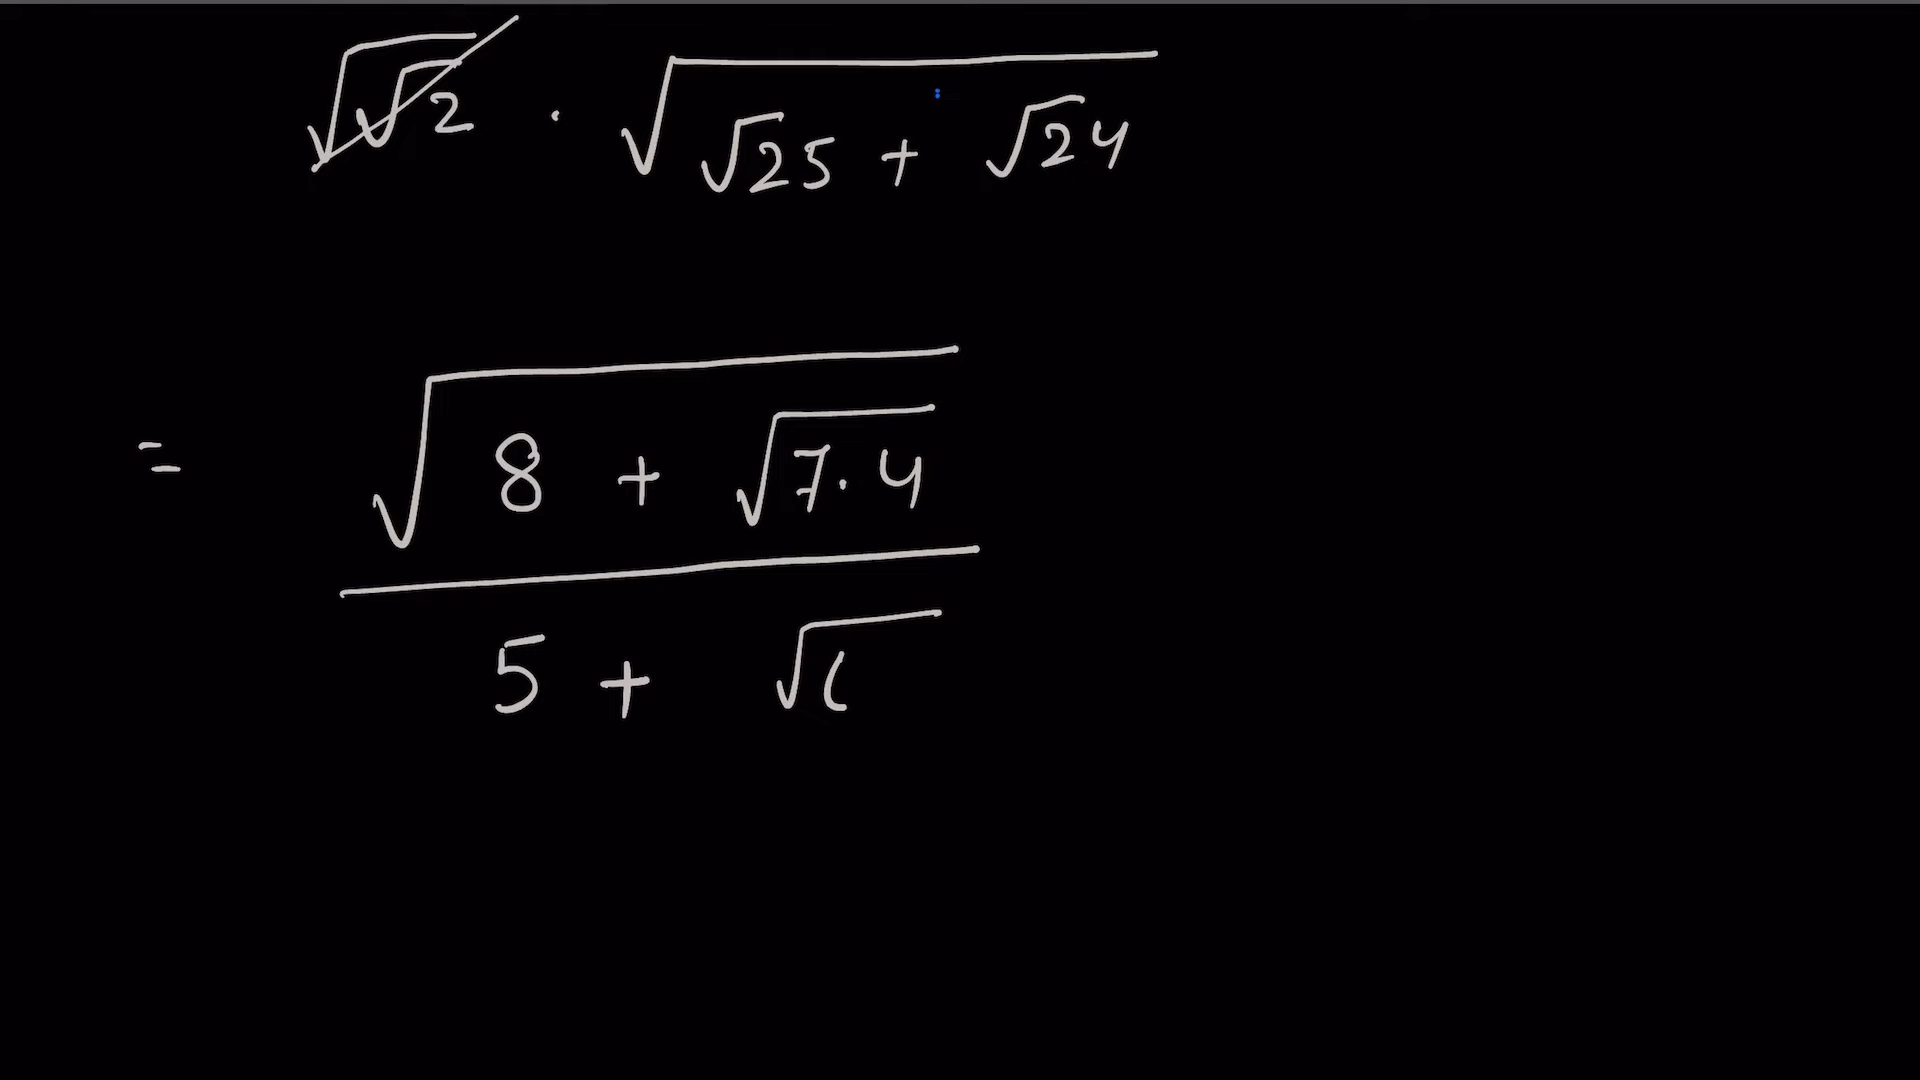 √√2 · √(√25 + √24)
= √(8 + √7.4)
5 + √